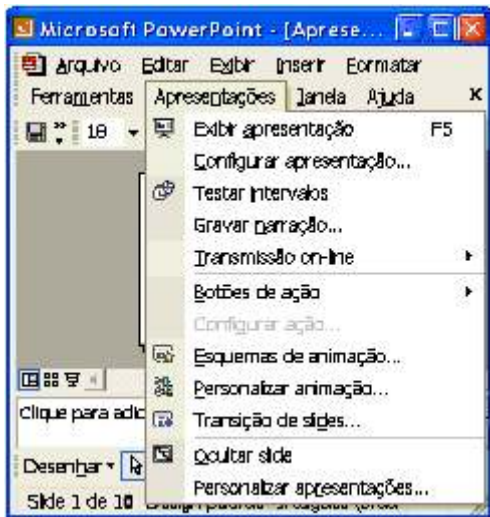 Microsoft PowerPoint - [Aprese...
Arquivo Editar Exibir Inserir Formatar
Ferramentas Apresentações Janela Ajuda x
18
Exibir apresentação F5
Configurar apresentação...
Testar intervalos
Gravar narração...
Transmissão on-line
Botões de ação
Configurar ação...
Esquemas de animação...
Personalizar animação...
Clique para adic
Transição de slides...
Desenhar
Ocultar slide
Personalizar apresentações...
Slide 1 de 10